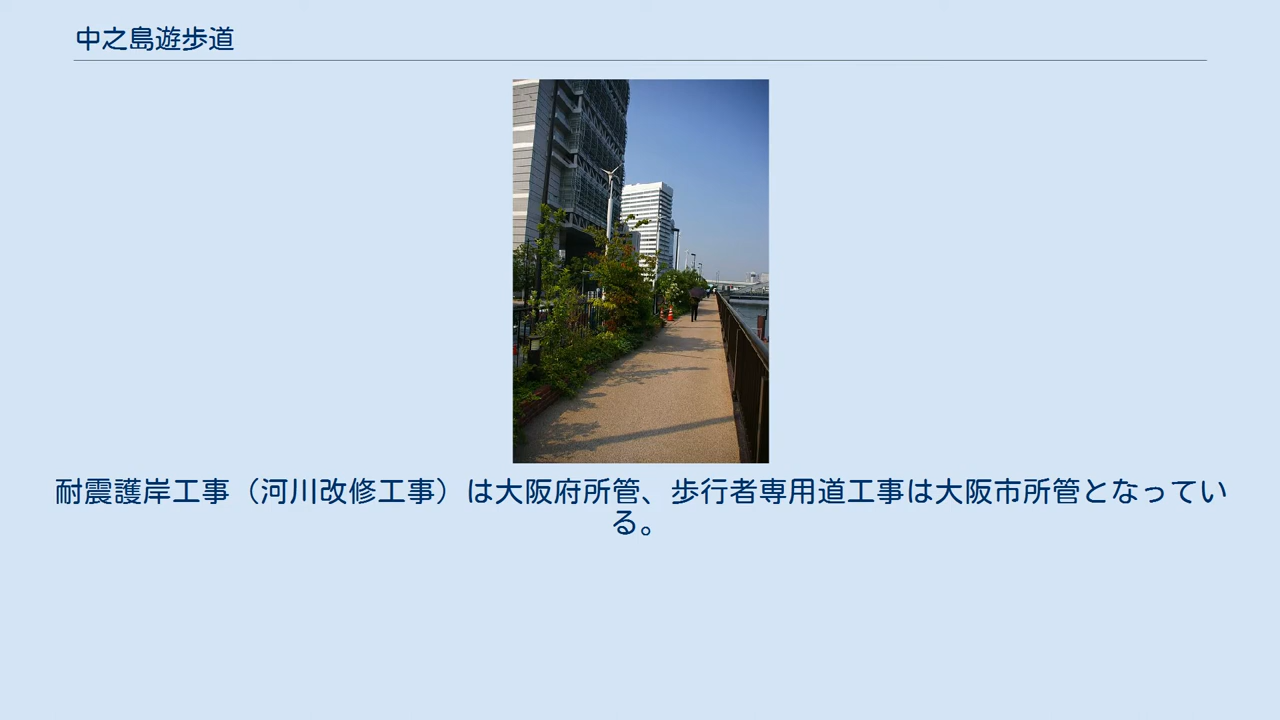 中之島遊歩道
耐震護岸工事（河川改修工事）は大阪府所管、歩行者専用道工事は大阪市所管となってい
る。